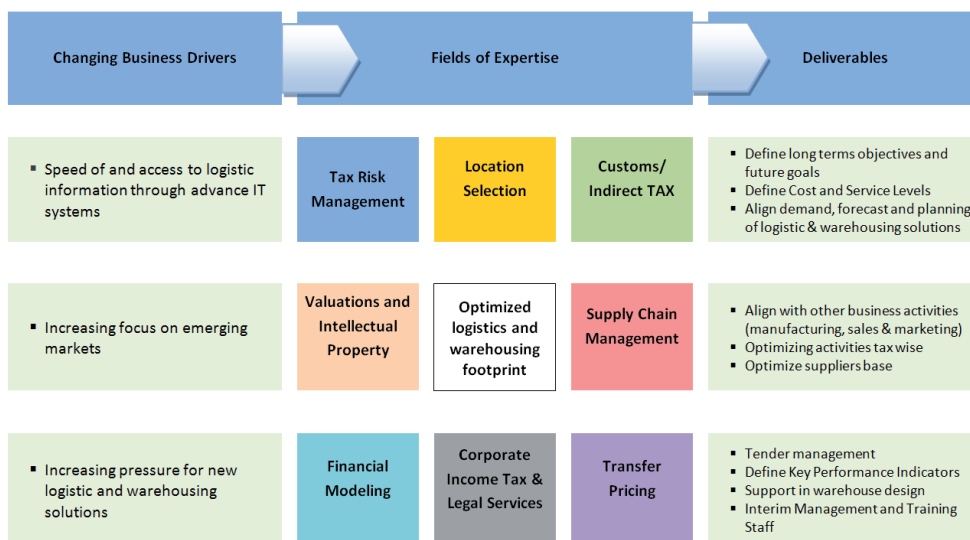 Changing Business Drivers
Fields of Expertise
Deliverables
Speed of and access to logistic
information through advance IT
systems
Tax Risk
Management
Location
Selection
Customs/
Indirect TAX
Define long terms objectives and
future goals
Define Cost and Service Levels
Align demand, forecast and planning
of logistic & warehousing solutions
Increasing focus on emerging
markets
Valuations and
Intellectual
Property
Optimized
logistics and
warehousing
footprint
Supply Chain
Management
Align with other business activities
(manufacturing, sales & marketing)
Optimizing activities tax wise
Optimize suppliers base
Increasing pressure for new
logistic and warehousing
solutions
Financial
Modeling
Corporate
Income Tax &
Legal Services
Transfer
Pricing
Tender management
Define Key Performance Indicators
Support in warehouse design
Interim Management and Training
Staff